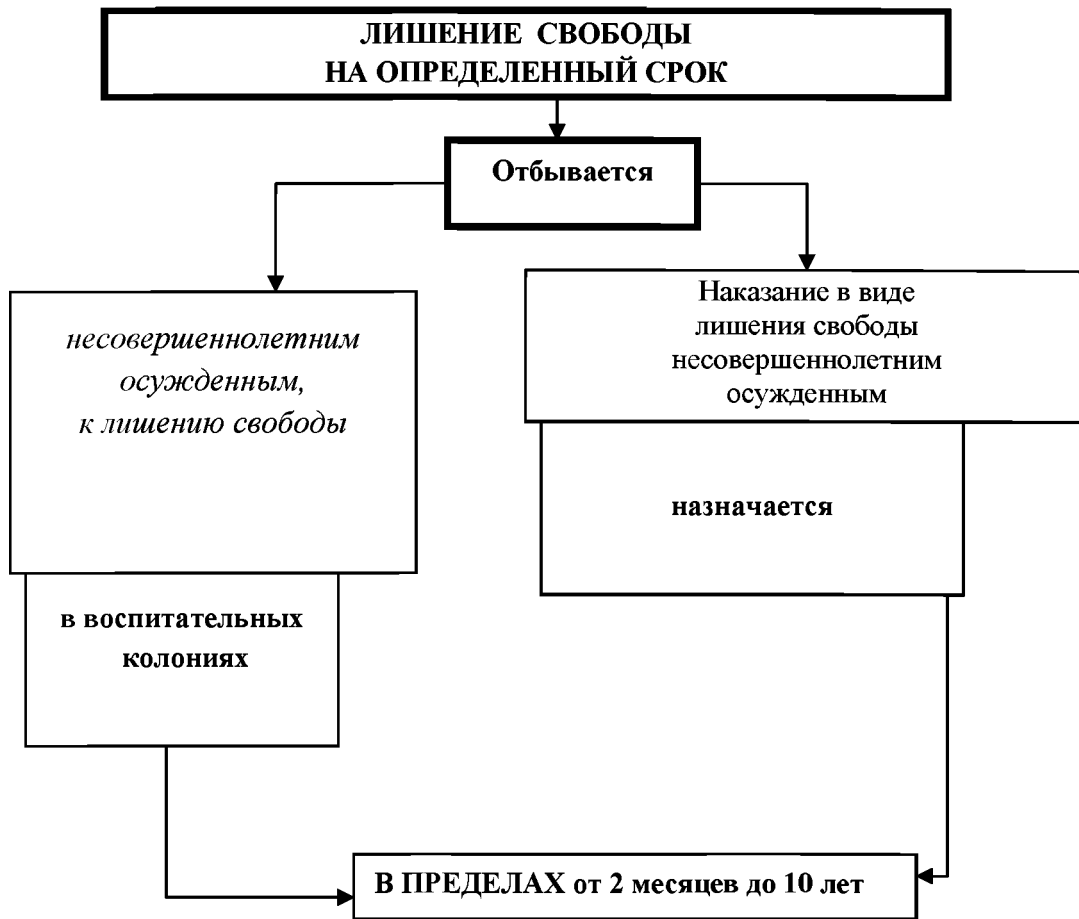 ЛИШЕНИЕ СВОБОДЫ
НА ОПРЕДЕЛЕННЫЙ СРОК
Отбывается
несовершеннолетним
осужденным,
к лишению свободы
в воспитательных
колониях
Наказание в виде
лишения свободы
несовершеннолетним
осужденным
назначается
В ПРЕДЕЛАХ от 2 месяцев до 10 лет